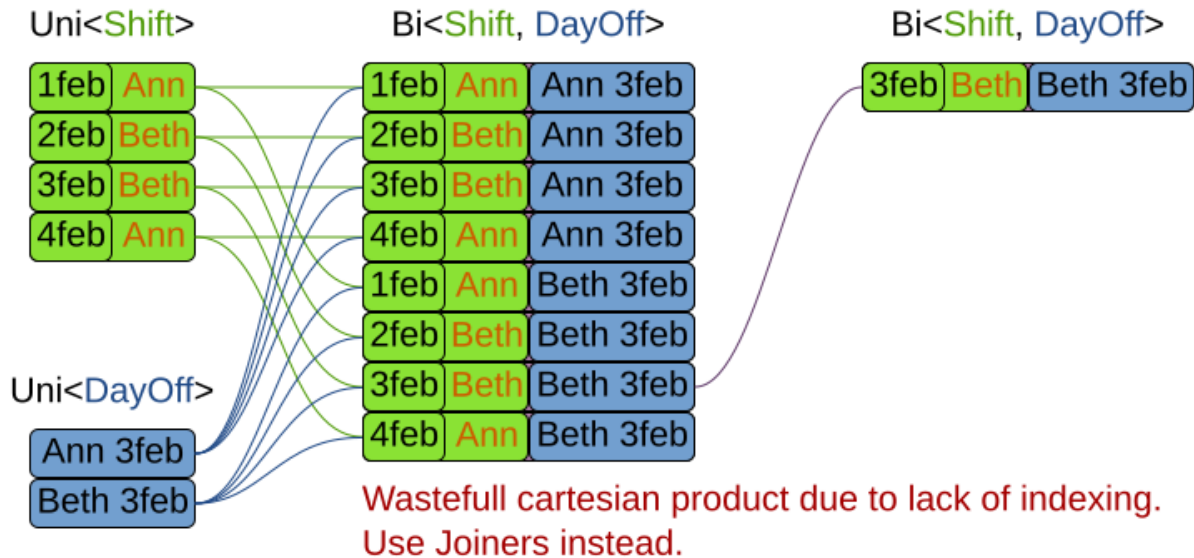 Uni<Shift>
1feb Ann
2feb Beth
3feb Beth
4feb Ann
Uni<DayOff>
Ann 3feb
Beth 3feb
Bi<Shift, DayOff>
1feb Ann Ann 3feb
2feb Beth Ann 3feb
3feb Beth Ann 3feb
4feb Ann Ann 3feb
1feb Ann Beth 3feb
2feb Beth Beth 3feb
3feb Beth Beth 3feb
4feb Ann Beth 3feb
Bi<Shift, DayOff>
3feb Beth Beth 3feb
Wastefull cartesian product due to lack of indexing.
Use Joiners instead.